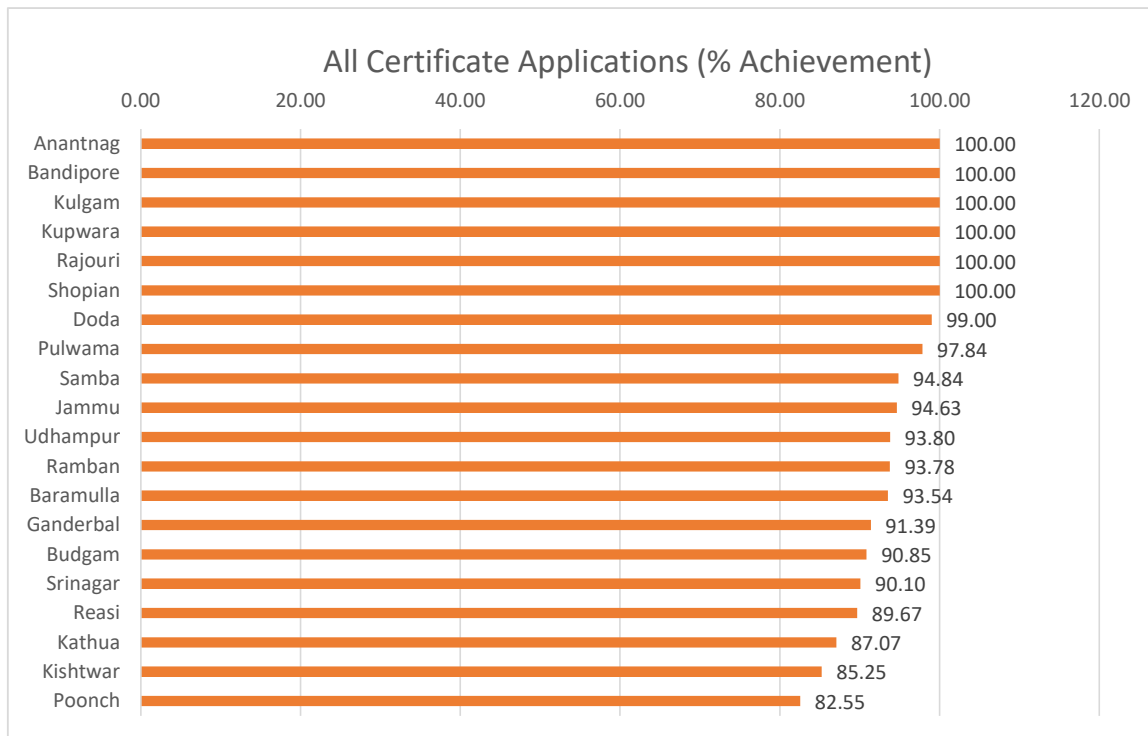 All Certificate Applications (% Achievement)
0.00 20.00 40.00 60.00 80.00 100.00 120.00
Anantnag 100.00
Bandipore 100.00
Kulgam 100.00
Kupwara 100.00
Rajouri 100.00
Shopian 100.00
Doda 99.00
Pulwama 97.84
Samba 94.84
Jammu 94.63
Udhampur 93.80
Ramban 93.78
Baramulla 93.54
Ganderbal 91.39
Budgam 90.85
Srinagar 90.10
Reasi 89.67
Kathua 87.07
Kishtwar 85.25
Poonch 82.55